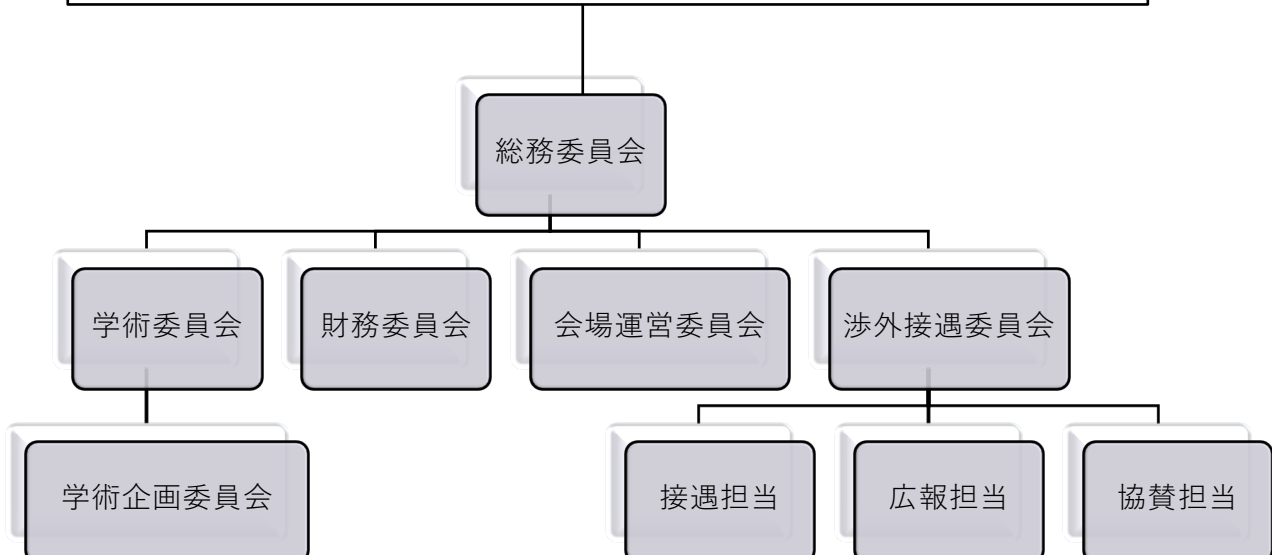 総務委員会
学術委員会
財務委員会
会場運営委員会
渉外接遇委員会
学術企画委員会
接遇担当
広報担当
協賛担当